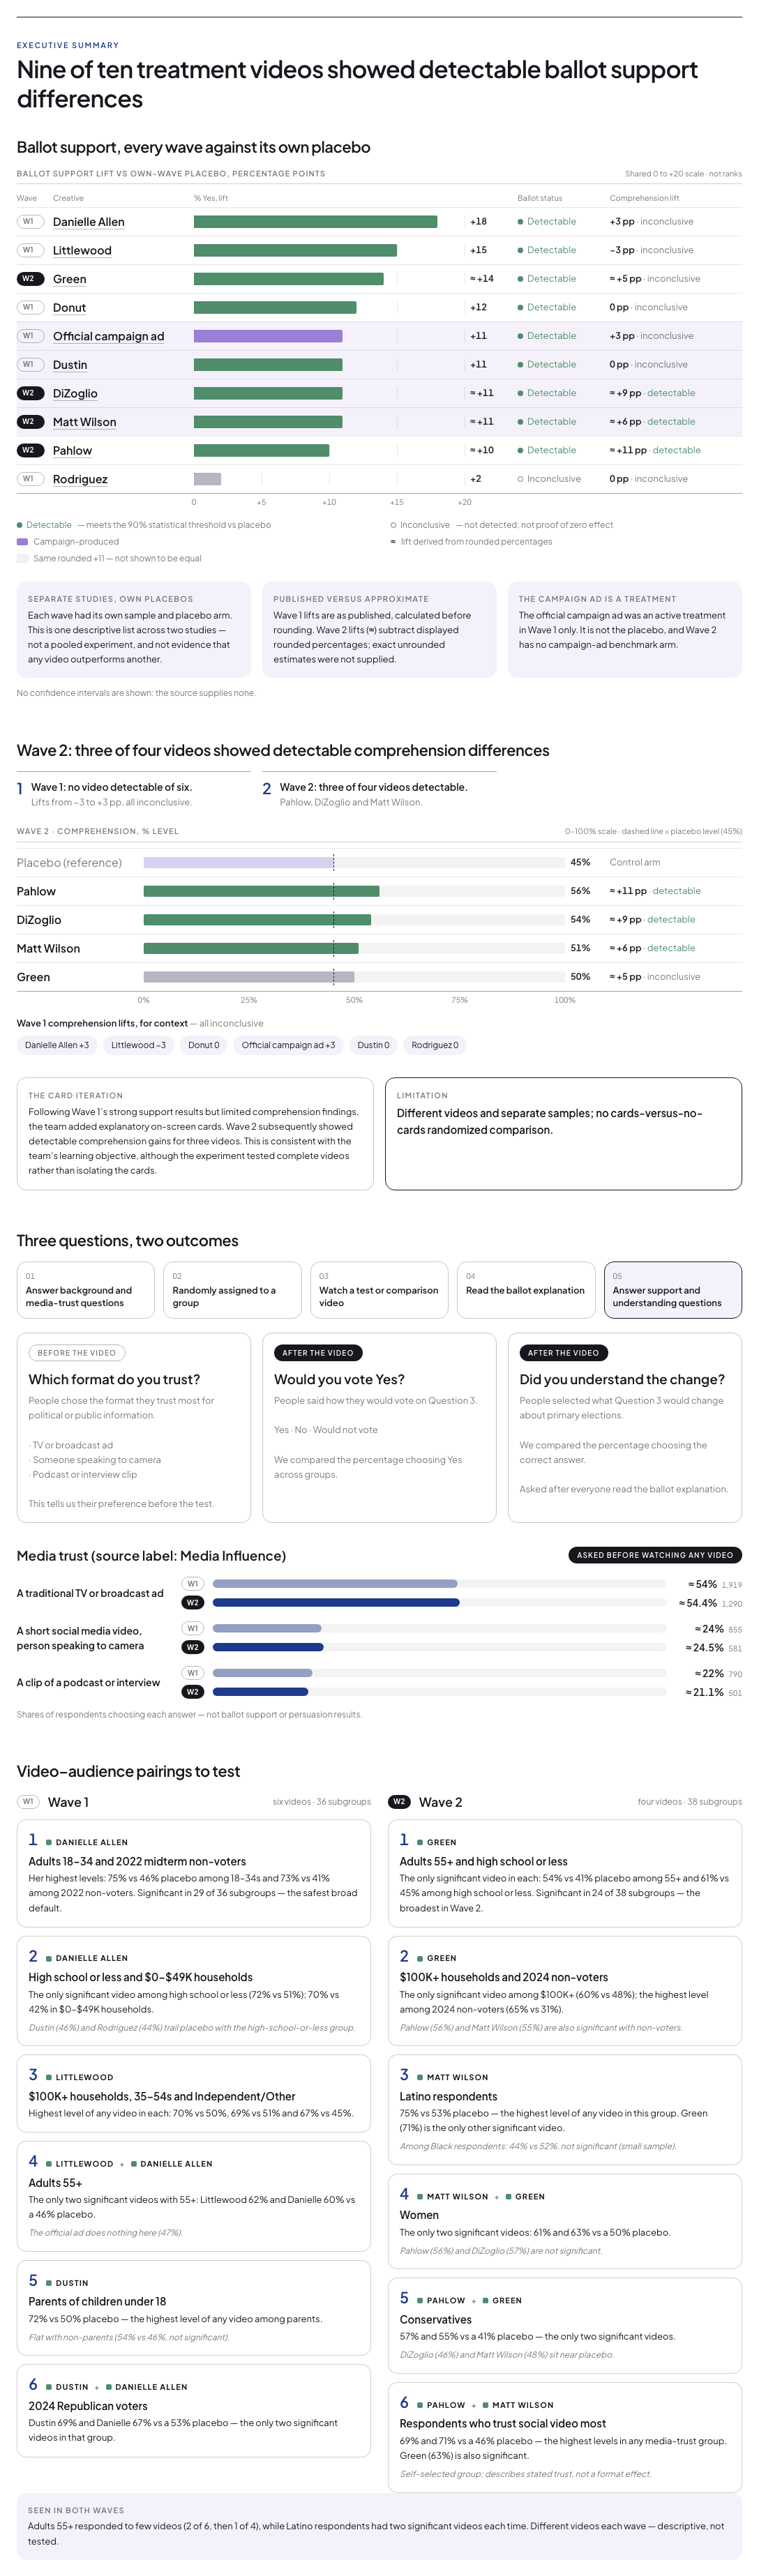 EXECUTIVE SUMMARY
Nine of ten treatment videos showed detectable ballot support
differences
Ballot support, every wave against its own placebo
BALLOT SUPPORT LIFT VS OWN-WAVE PLACEBO, PERCENTAGE POINTS
Shared 0 to +20 scale · not ranks
Wave Creative % Yes, lift Ballot status Comprehension lift
W1 Danielle Allen +18 Detectable +3 pp · inconclusive
W1 Littlewood +15 Detectable −3 pp · inconclusive
W2 Green ≈ +14 Detectable ≈ +5 pp · inconclusive
W1 Donut +12 Detectable 0 pp · inconclusive
W1 Official campaign ad +11 Detectable +3 pp · inconclusive
W1 Dustin +11 Detectable 0 pp · inconclusive
W2 DiZoglio ≈ +11 Detectable ≈ +9 pp · detectable
W2 Matt Wilson ≈ +11 Detectable ≈ +6 pp · detectable
W2 Pahlow ≈ +10 Detectable ≈ +11 pp · detectable
W1 Rodriguez +2 Inconclusive 0 pp · inconclusive
0 +5 +10 +15 +20
Detectable — meets the 90% statistical threshold vs placebo
Inconclusive — not detected; not proof of zero effect
Campaign-produced
≈ lift derived from rounded percentages
Same rounded +11 — not shown to be equal
SEPARATE STUDIES, OWN PLACEBOS
Each wave had its own sample and placebo arm.
This is one descriptive list across two studies —
not a pooled experiment, and not evidence that
any video outperforms another.
PUBLISHED VERSUS APPROXIMATE
Wave 1 lifts are as published, calculated before
rounding. Wave 2 lifts (≈) subtract displayed
rounded percentages; exact unrounded
estimates were not supplied.
THE CAMPAIGN AD IS A TREATMENT
The official campaign ad was an active treatment
in Wave 1 only. It is not the placebo, and Wave 2
has no campaign-ad benchmark arm.
No confidence intervals are shown: the source supplies none.
Wave 2: three of four videos showed detectable comprehension differences
1 Wave 1: no video detectable of six.
Lifts from −3 to +3 pp, all inconclusive.
2 Wave 2: three of four videos detectable.
Pahlow, DiZoglio and Matt Wilson.
WAVE 2 · COMPREHENSION, % LEVEL
0–100% scale · dashed line = placebo level (45%)
Placebo (reference) 45% Control arm
Pahlow 56% ≈ +11 pp · detectable
DiZoglio 54% ≈ +9 pp · detectable
Matt Wilson 51% ≈ +6 pp · detectable
Green 50% ≈ +5 pp · inconclusive
0% 25% 50% 75% 100%
Wave 1 comprehension lifts, for context — all inconclusive
Danielle Allen +3 Littlewood −3 Donut 0 Official campaign ad +3 Dustin 0 Rodriguez 0
THE CARD ITERATION
Following Wave 1's strong support results but limited comprehension findings,
the team added explanatory on-screen cards. Wave 2 subsequently showed
detectable comprehension gains for three videos. This is consistent with the
team's learning objective, although the experiment tested complete videos
rather than isolating the cards.
LIMITATION
Different videos and separate samples; no cards-versus-no-
cards randomized comparison.
Three questions, two outcomes
01
Answer background and
media-trust questions
02
Randomly assigned to a
group
03
Watch a test or comparison
video
04
Read the ballot explanation
05
Answer support and
understanding questions
BEFORE THE VIDEO
Which format do you trust?
People chose the format they trust most for
political or public information.
· TV or broadcast ad
· Someone speaking to camera
· Podcast or interview clip
This tells us their preference before the test.
AFTER THE VIDEO
Would you vote Yes?
People said how they would vote on Question 3.
Yes · No · Would not vote
We compared the percentage choosing Yes
across groups.
AFTER THE VIDEO
Did you understand the change?
People selected what Question 3 would change
about primary elections.
We compared the percentage choosing the
correct answer.
Asked after everyone read the ballot explanation.
Media trust (source label: Media Influence)
ASKED BEFORE WATCHING ANY VIDEO
A traditional TV or broadcast ad
W1 ≈ 54% 1,919
W2 ≈ 54.4% 1,290
A short social media video,
person speaking to camera
W1 ≈ 24% 855
W2 ≈ 24.5% 581
A clip of a podcast or interview
W1 ≈ 22% 790
W2 ≈ 21.1% 501
Shares of respondents choosing each answer — not ballot support or persuasion results.
Video–audience pairings to test
W1 Wave 1 six videos · 36 subgroups
1 DANIELLE ALLEN
Adults 18–34 and 2022 midterm non-voters
Her highest levels: 75% vs 46% placebo among 18–34s and 73% vs 41%
among 2022 non-voters. Significant in 29 of 36 subgroups — the safest broad
default.
2 DANIELLE ALLEN
High school or less and $0–$49K households
The only significant video among high school or less (72% vs 51%); 70% vs
42% in $0–$49K households.
Dustin (46%) and Rodriguez (44%) trail placebo with the high-school-or-less group.
3 LITTLEWOOD
$100K+ households, 35–54s and Independent/Other
Highest level of any video in each: 70% vs 50%, 69% vs 51% and 67% vs 45%.
4 LITTLEWOOD + DANIELLE ALLEN
Adults 55+
The only two significant videos with 55+: Littlewood 62% and Danielle 60% vs
a 46% placebo.
The official ad does nothing here (47%).
5 DUSTIN
Parents of children under 18
72% vs 50% placebo — the highest level of any video among parents.
Flat with non-parents (54% vs 46%, not significant).
6 DUSTIN + DANIELLE ALLEN
2024 Republican voters
Dustin 69% and Danielle 67% vs a 53% placebo — the only two significant
videos in that group.
W2 Wave 2 four videos · 38 subgroups
1 GREEN
Adults 55+ and high school or less
The only significant video in each: 54% vs 41% placebo among 55+ and 61% vs
45% among high school or less. Significant in 24 of 38 subgroups — the
broadest in Wave 2.
2 GREEN
$100K+ households and 2024 non-voters
The only significant video among $100K+ (60% vs 48%); the highest level
among 2024 non-voters (65% vs 31%).
Pahlow (56%) and Matt Wilson (55%) are also significant with non-voters.
3 MATT WILSON
Latino respondents
75% vs 53% placebo — the highest level of any video in this group. Green
(71%) is the only other significant video.
Among Black respondents: 44% vs 52%, not significant (small sample).
4 MATT WILSON + GREEN
Women
The only two significant videos: 61% and 63% vs a 50% placebo.
Pahlow (56%) and DiZoglio (57%) are not significant.
5 PAHLOW + GREEN
Conservatives
57% and 55% vs a 41% placebo — the only two significant videos.
DiZoglio (46%) and Matt Wilson (48%) sit near placebo.
6 PAHLOW + MATT WILSON
Respondents who trust social video most
69% and 71% vs a 46% placebo — the highest levels in any media-trust group.
Green (63%) is also significant.
Self-selected group; describes stated trust, not a format effect.
SEEN IN BOTH WAVES
Adults 55+ responded to few videos (2 of 6, then 1 of 4), while Latino respondents had two significant videos each time. Different videos each wave — descriptive, not
tested.